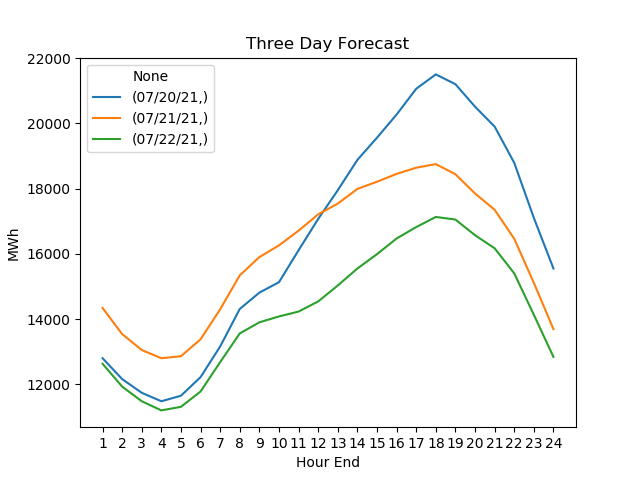 Three Day Forecast
22000
20000
18000
16000
14000
12000
MWh
None
(07/20/21,)
(07/21/21,)
(07/22/21,)
1 2 3 4 5 6 7 8 9 10 11 12 13 14 15 16 17 18 19 20 21 22 23 24
Hour End